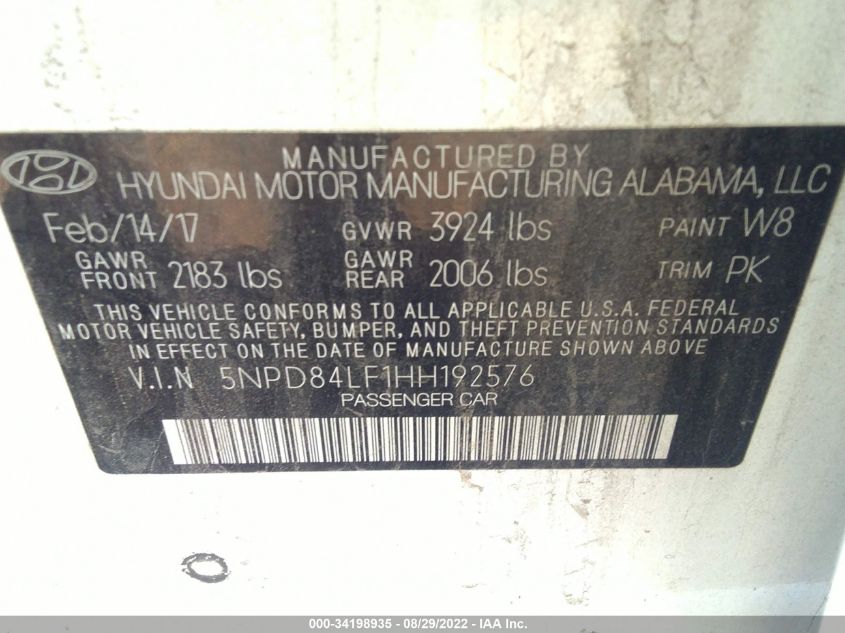 MANUFACTURED BY
HYUNDAI MOTOR MANUFACTURING ALABAMA, LLC
Feb/14/17 GVWR 3924 lbs PAINT W8
GAWR FRONT 2183 lbs GAWR REAR 2006 lbs TRIM PK
THIS VEHICLE CONFORMS TO ALL APPLICABLE U.S.A. FEDERAL
MOTOR VEHICLE SAFETY, BUMPER, AND THEFT PREVENTION STANDARDS
IN EFFECT ON THE DATE OF MANUFACTURE SHOWN ABOVE
V.I.N 5NPD84LF1HH192576
PASSENGER CAR
000-34198935 - 08/29/2022 - IAA Inc.